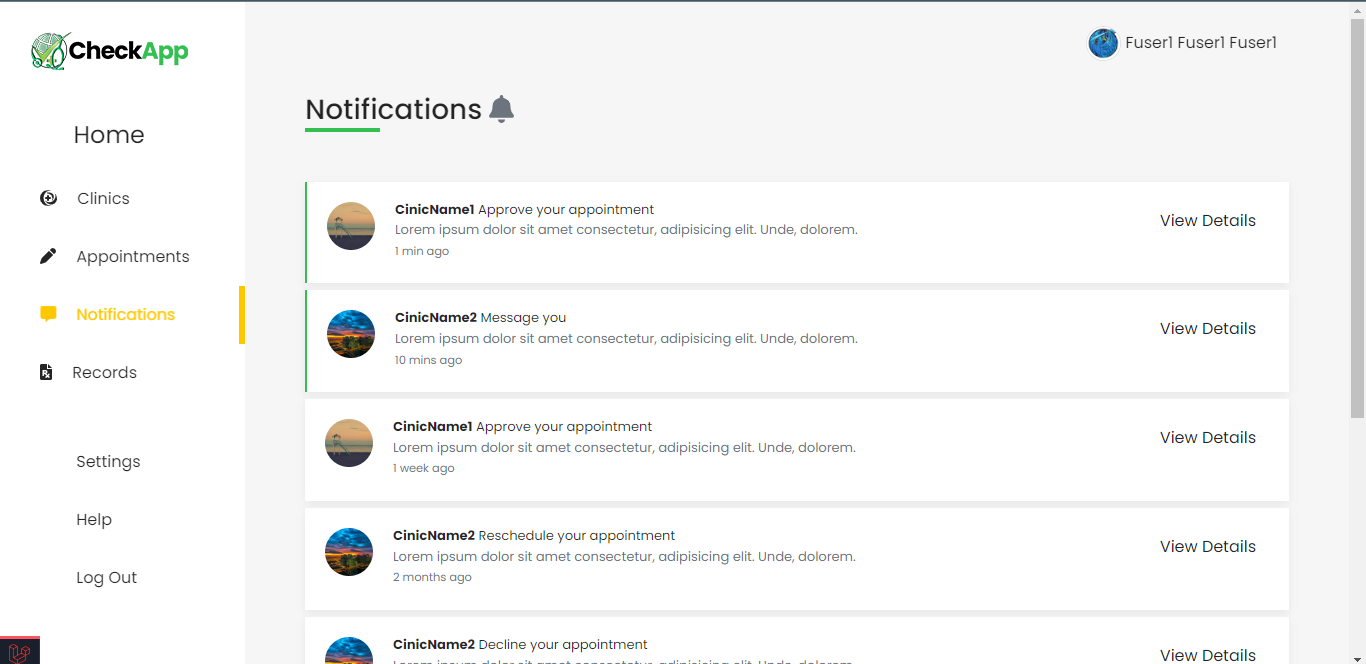 CheckApp
Fuser1 Fuser1 Fuser1
Home
Clinics
Appointments
Notifications
Records
Settings
Help
Log Out
Notifications
CinicName1 Approve your appointment
Lorem ipsum dolor sit amet consectetur, adipisicing elit. Unde, dolorem.
1 min ago
View Details
CinicName2 Message you
Lorem ipsum dolor sit amet consectetur, adipisicing elit. Unde, dolorem.
10 mins ago
View Details
CinicName1 Approve your appointment
Lorem ipsum dolor sit amet consectetur, adipisicing elit. Unde, dolorem.
1 week ago
View Details
CinicName2 Reschedule your appointment
Lorem ipsum dolor sit amet consectetur, adipisicing elit. Unde, dolorem.
2 months ago
View Details
CinicName2 Decline your appointment
View Details